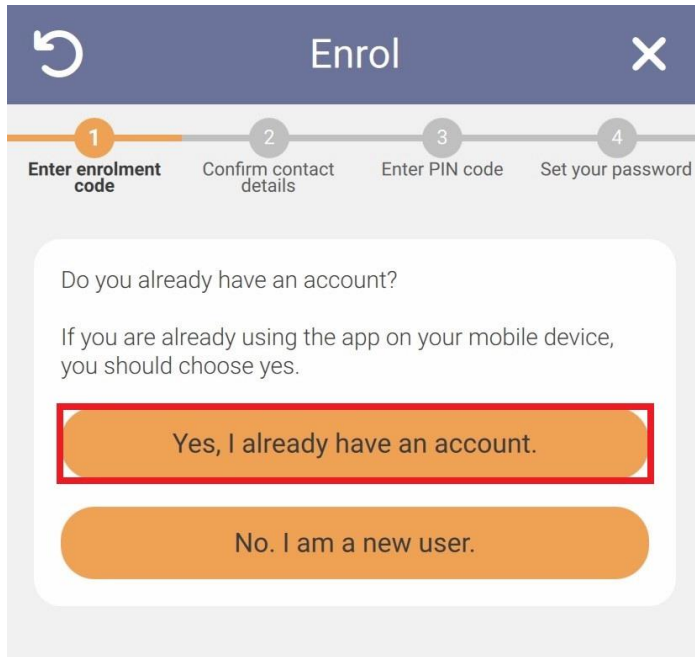 Enrol
1
2
3
4
Enter enrolment
code
Confirm contact
details
Enter PIN code
Set your password
Do you already have an account?
If you are already using the app on your mobile device,
you should choose yes.
Yes, I already have an account.
No. I am a new user.